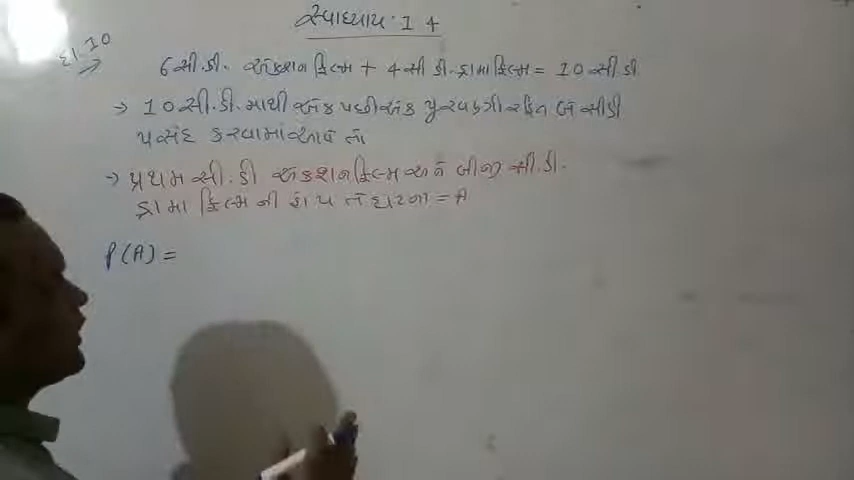 સ્વાધ્યાય: 1.4
દા.10
6 સી.ડી. એક્શન ફિલ્મ + 4 સી ડી. ડ્રામા ફિલ્મ = 10 સી.ડી
→ 10 સી.ડી. માથી એક પછી એક પુરવણી રહિત બે સીડી
પસંદ કરવામાં આવે તો
→ પ્રથમ સી.ડી એક્શન ફિલ્મ અને બીજી સી.ડી.
ડ્રામા ફિલ્મ ની હોય તે ઘટના = A
P(A) =